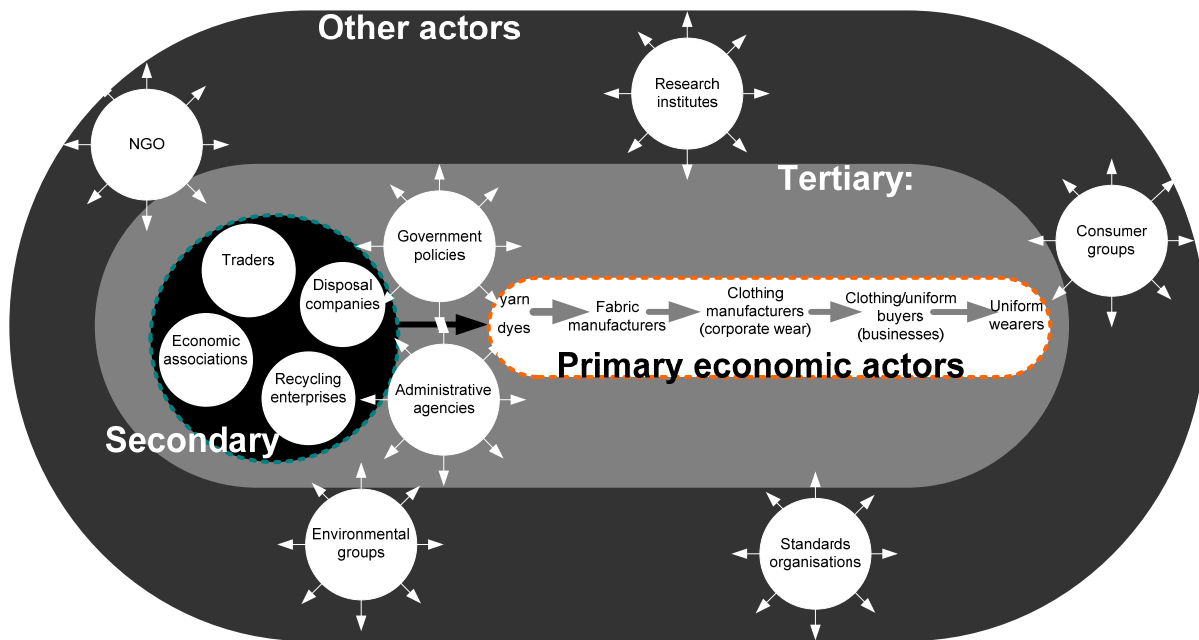 Other actors
Research
institutes
NGO
Tertiary:
Consumer
groups
Government
policies
Traders
Disposal
companies
Economic
associations
Recycling
enterprises
Secondary
Administrative
agencies
yarn
dyes
Fabric
manufacturers
Clothing
manufacturers
(corporate wear)
Clothing/uniform
buyers
(businesses)
Uniform
wearers
Primary economic actors
Environmental
groups
Standards
organisations